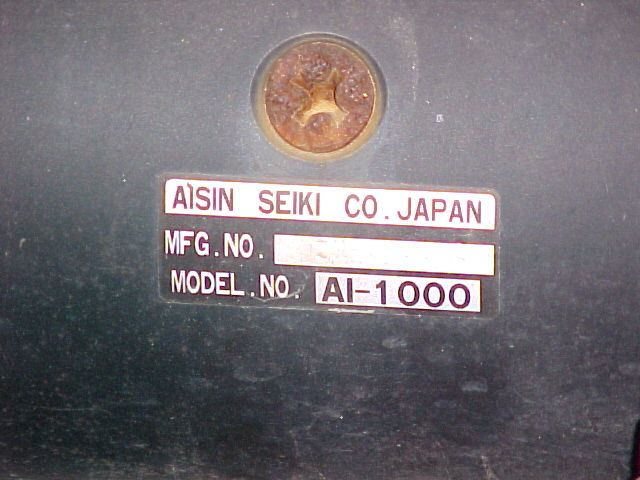 AISIN SEIKI CO. JAPAN
MFG. NO.
MODEL. NO. AI-1000